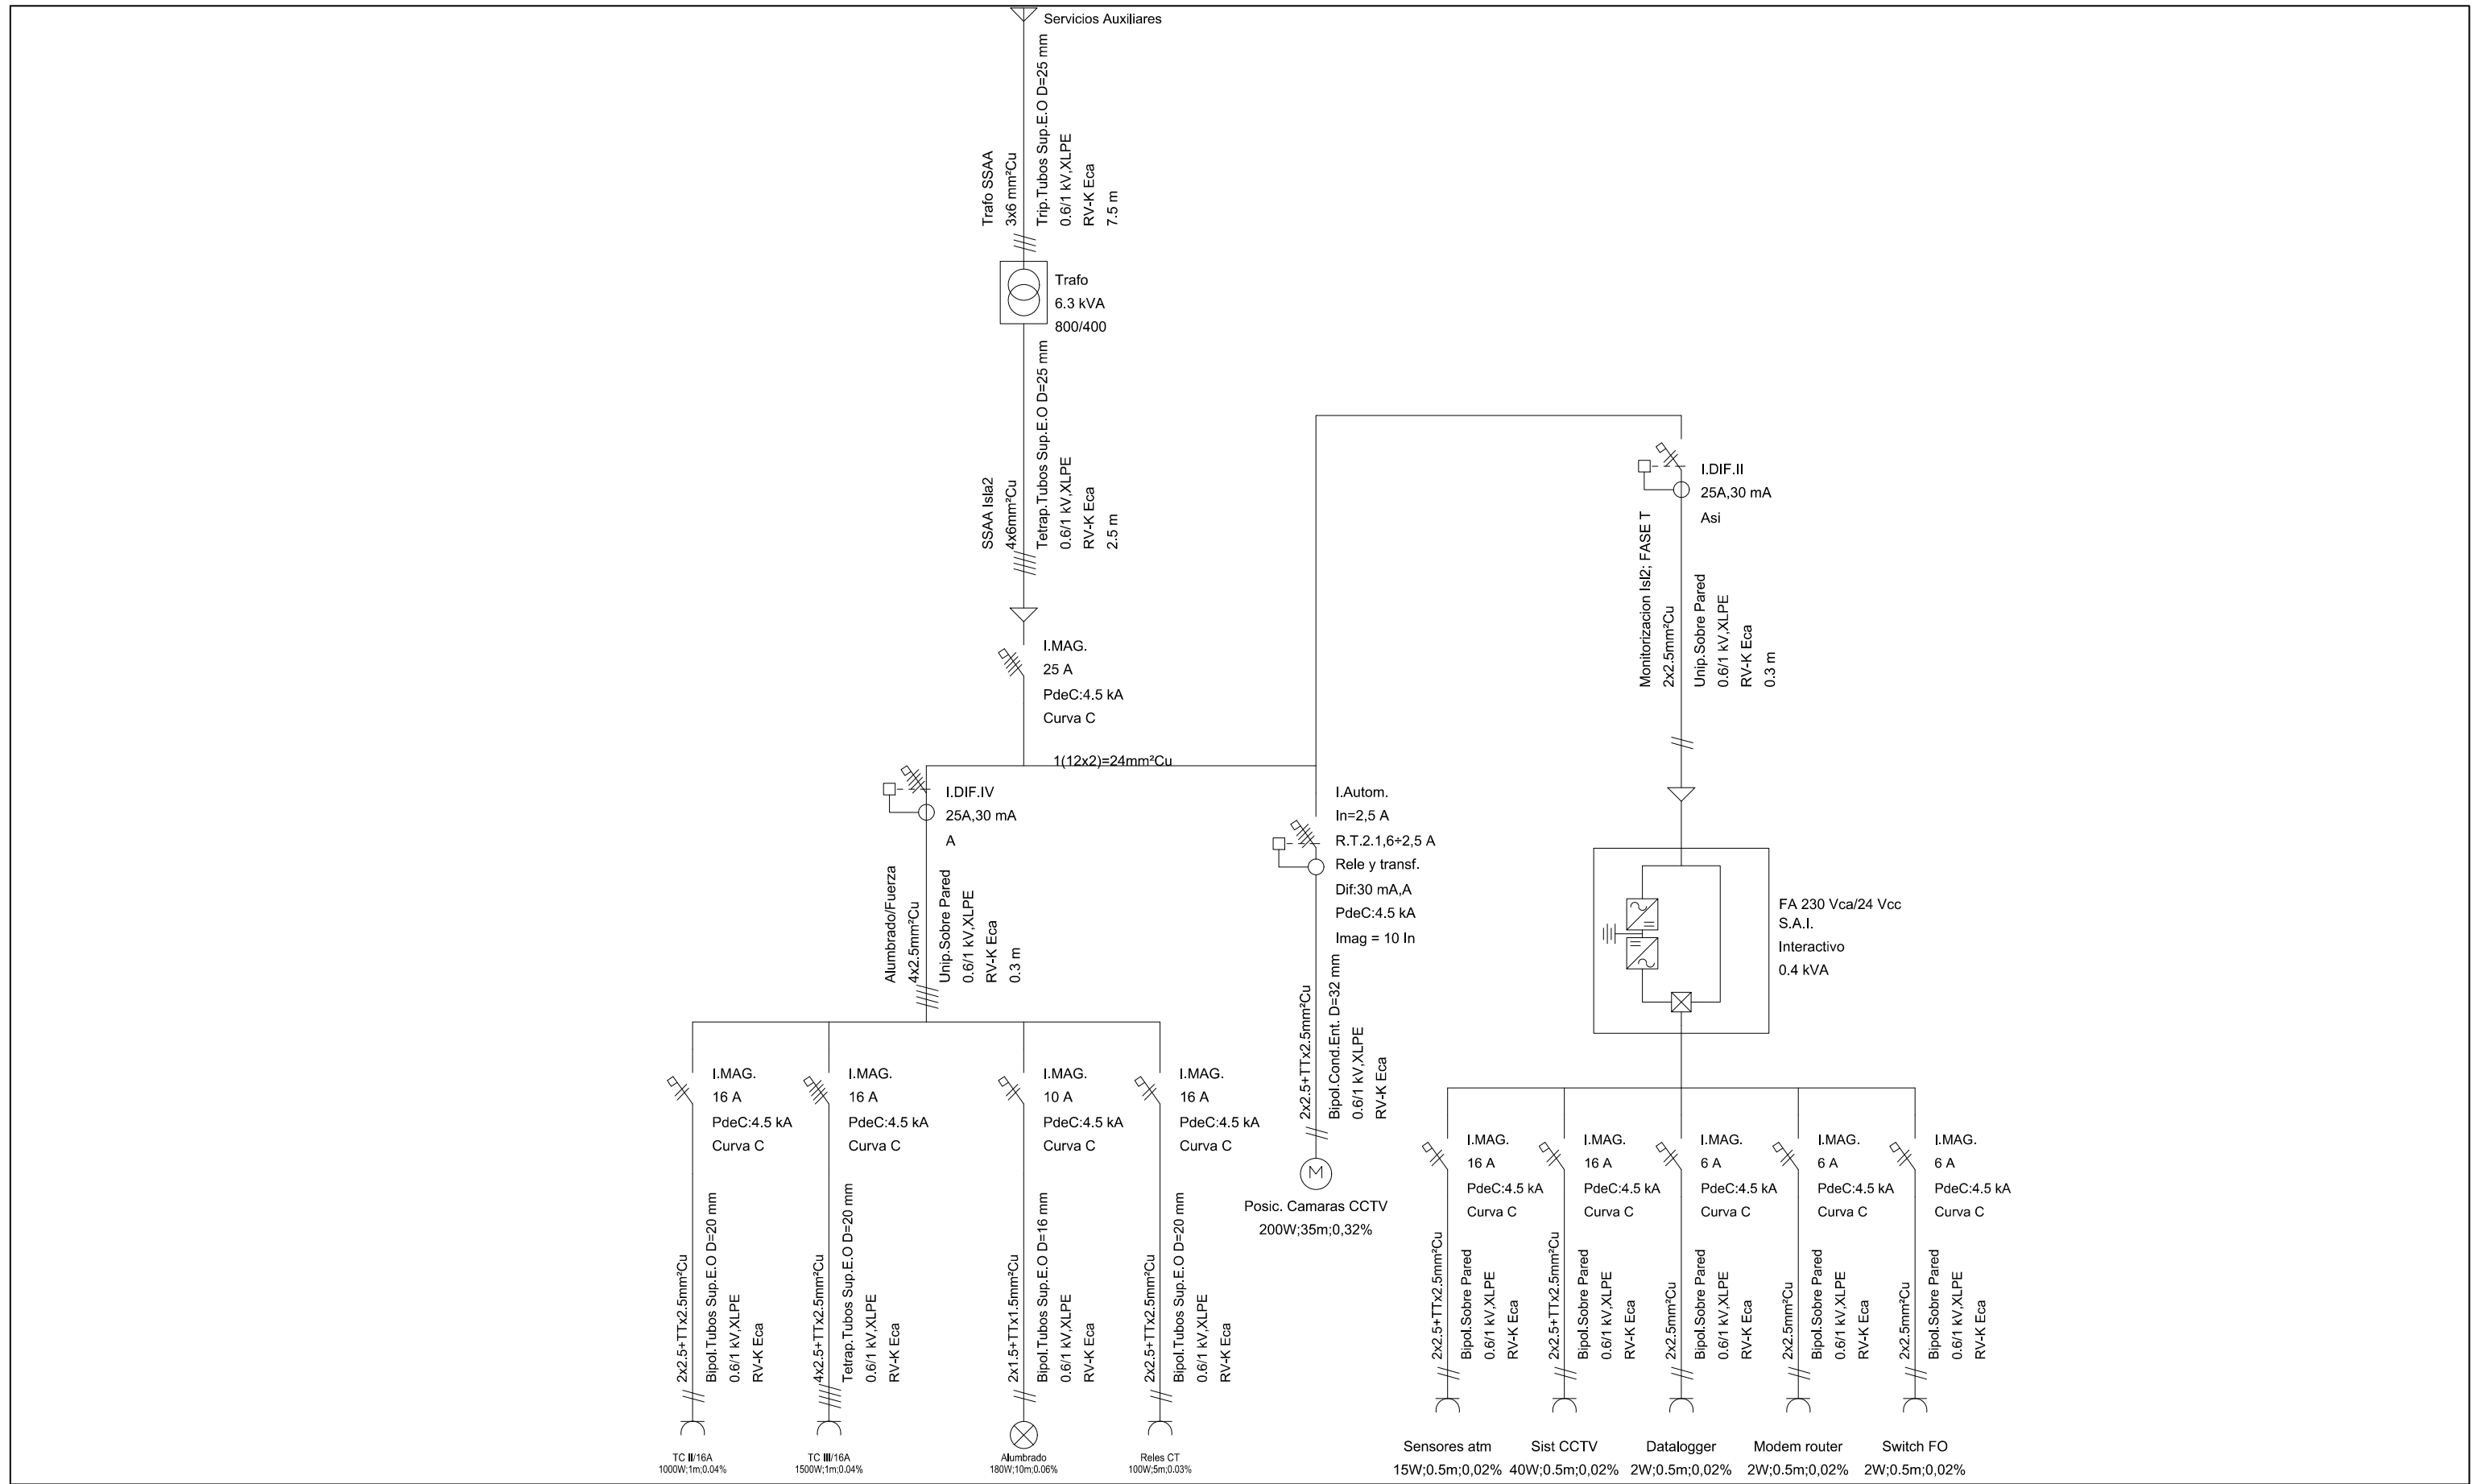 Servicios Auxiliares
Trafo SSAA
3x6 mm²Cu
Trip.Tubos Sup.E.O D=25 mm
0.6/1 kV,XLPE
RV-K Eca
7.5 m
Trafo
6.3 kVA
800/400
SSAA Isla2
4x6mm²Cu
Tetrap.Tubos Sup.E.O D=25 mm
0.6/1 kV,XLPE
RV-K Eca
2.5 m
I.MAG.
25 A
PdeC:4.5 kA
Curva C
1(12x2)=24mm²Cu
I.DIF.II
25A,30 mA
Asi
Monitorizacion Isl2; FASE T
2x2.5mm²Cu
Unip.Sobre Pared
0.6/1 kV,XLPE
RV-K Eca
0.3 m
I.DIF.IV
25A,30 mA
A
Alumbrado/Fuerza
4x2.5mm²Cu
Unip.Sobre Pared
0.6/1 kV,XLPE
RV-K Eca
0.3 m
I.Autom.
In=2,5 A
R.T.2.1,6÷2,5 A
Rele y transf.
Dif:30 mA,A
PdeC:4.5 kA
Imag = 10 In
2x2.5+TTx2.5mm²Cu
Bipol.Cond.Ent. D=32 mm
0.6/1 kV,XLPE
RV-K Eca
M
Posic. Camaras CCTV
200W;35m;0,32%
FA 230 Vca/24 Vcc
S.A.I.
Interactivo
0.4 kVA
I.MAG.
16 A
PdeC:4.5 kA
Curva C
2x2.5+TTx2.5mm²Cu
Bipol.Tubos Sup.E.O D=20 mm
0.6/1 kV,XLPE
RV-K Eca
TC II/16A
1000W;1m;0.04%
I.MAG.
16 A
PdeC:4.5 kA
Curva C
4x2.5+TTx2.5mm²Cu
Tetrap.Tubos Sup.E.O D=20 mm
0.6/1 kV,XLPE
RV-K Eca
TC III/16A
1500W;1m;0.04%
I.MAG.
10 A
PdeC:4.5 kA
Curva C
2x1.5+TTx1.5mm²Cu
Bipol.Tubos Sup.E.O D=16 mm
0.6/1 kV,XLPE
RV-K Eca
Alumbrado
180W;10m;0.06%
I.MAG.
16 A
PdeC:4.5 kA
Curva C
2x2.5+TTx2.5mm²Cu
Bipol.Tubos Sup.E.O D=20 mm
0.6/1 kV,XLPE
RV-K Eca
Reles CT
100W;5m;0.03%
I.MAG.
16 A
PdeC:4.5 kA
Curva C
2x2.5+TTx2.5mm²Cu
Bipol.Sobre Pared
0.6/1 kV,XLPE
RV-K Eca
Sensores atm
15W;0.5m;0,02%
I.MAG.
16 A
PdeC:4.5 kA
Curva C
2x2.5+TTx2.5mm²Cu
Bipol.Sobre Pared
0.6/1 kV,XLPE
RV-K Eca
Sist CCTV
40W;0.5m;0,02%
I.MAG.
6 A
PdeC:4.5 kA
Curva C
2x2.5mm²Cu
Bipol.Sobre Pared
0.6/1 kV,XLPE
RV-K Eca
Datalogger
2W;0.5m;0,02%
I.MAG.
6 A
PdeC:4.5 kA
Curva C
2x2.5mm²Cu
Bipol.Sobre Pared
0.6/1 kV,XLPE
RV-K Eca
Modem router
2W;0.5m;0,02%
I.MAG.
6 A
PdeC:4.5 kA
Curva C
2x2.5mm²Cu
Bipol.Sobre Pared
0.6/1 kV,XLPE
RV-K Eca
Switch FO
2W;0.5m;0,02%